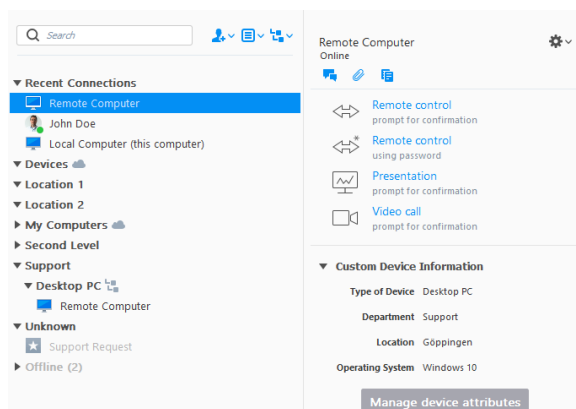 Search
Recent Connections
Remote Computer
John Doe
Local Computer (this computer)
Devices
Location 1
Location 2
My Computers
Second Level
Support
Desktop PC
Remote Computer
Unknown
Support Request
Offline (2)
Remote Computer
Online
Remote control
prompt for confirmation
Remote control
using password
Presentation
prompt for confirmation
Video call
prompt for confirmation
Custom Device Information
Type of Device Desktop PC
Department Support
Location Göppingen
Operating System Windows 10
Manage device attributes